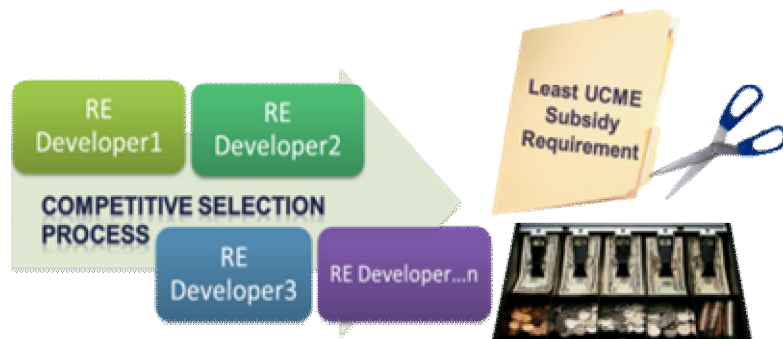 RE
Developer1
RE
Developer2
COMPETITIVE SELECTION
PROCESS
RE
Developer3
RE Developer...n
Least UCME
Subsidy
Requirement